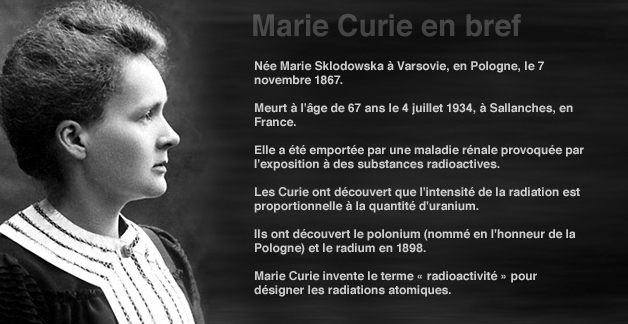 Marie Curie en bref
Née Marie Sklodowska à Varsovie, en Pologne, le 7
novembre 1867.
Meurt à l'âge de 67 ans le 4 juillet 1934, à Sallanches, en
France.
Elle a été emportée par une maladie rénale provoquée par
l'exposition à des substances radioactives.
Les Curie ont découvert que l'intensité de la radiation est
proportionnelle à la quantité d'uranium.
Ils ont découvert le polonium (nommé en l'honneur de la
Pologne) et le radium en 1898.
Marie Curie invente le terme « radioactivité » pour
désigner les radiations atomiques.